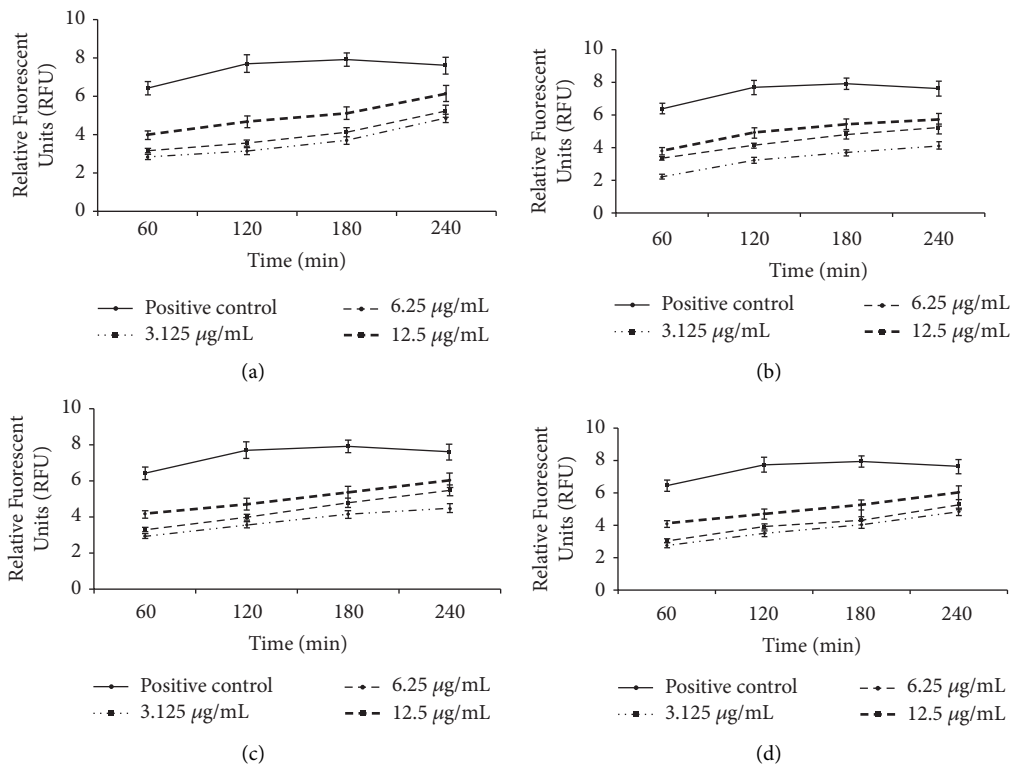 Relative Fuorescent
Units (RFU)
10
8
6
4
2
0
60 120 180 240
Time (min)
Positive control
3.125 μg/mL
6.25 μg/mL
12.5 μg/mL
(a)
Relative Fuorescent
Units (RFU)
10
8
6
4
2
0
60 120 180 240
Time (min)
Positive control
3.125 μg/mL
6.25 μg/mL
12.5 μg/mL
(b)
Relative Fuorescent
Units (RFU)
10
8
6
4
2
0
60 120 180 240
Time (min)
Positive control
3.125 μg/mL
6.25 μg/mL
12.5 μg/mL
(c)
Relative Fuorescent
Units (RFU)
10
8
6
4
2
0
60 120 180 240
Time (min)
Positive control
3.125 μg/mL
6.25 μg/mL
12.5 μg/mL
(d)